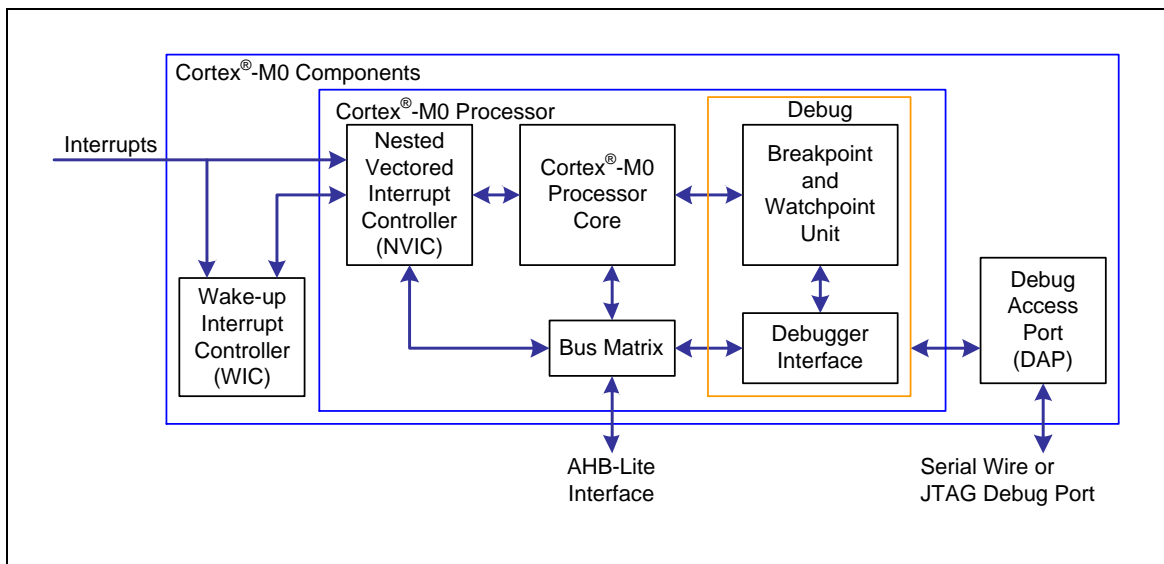 Cortex®-M0 Components
Cortex®-M0 Processor
Debug
Interrupts
Nested
Vectored
Interrupt
Controller
(NVIC)
Cortex®-M0
Processor
Core
Breakpoint
and
Watchpoint
Unit
Wake-up
Interrupt
Controller
(WIC)
Bus Matrix
Debugger
Interface
Debug
Access
Port
(DAP)
AHB-Lite
Interface
Serial Wire or
JTAG Debug Port